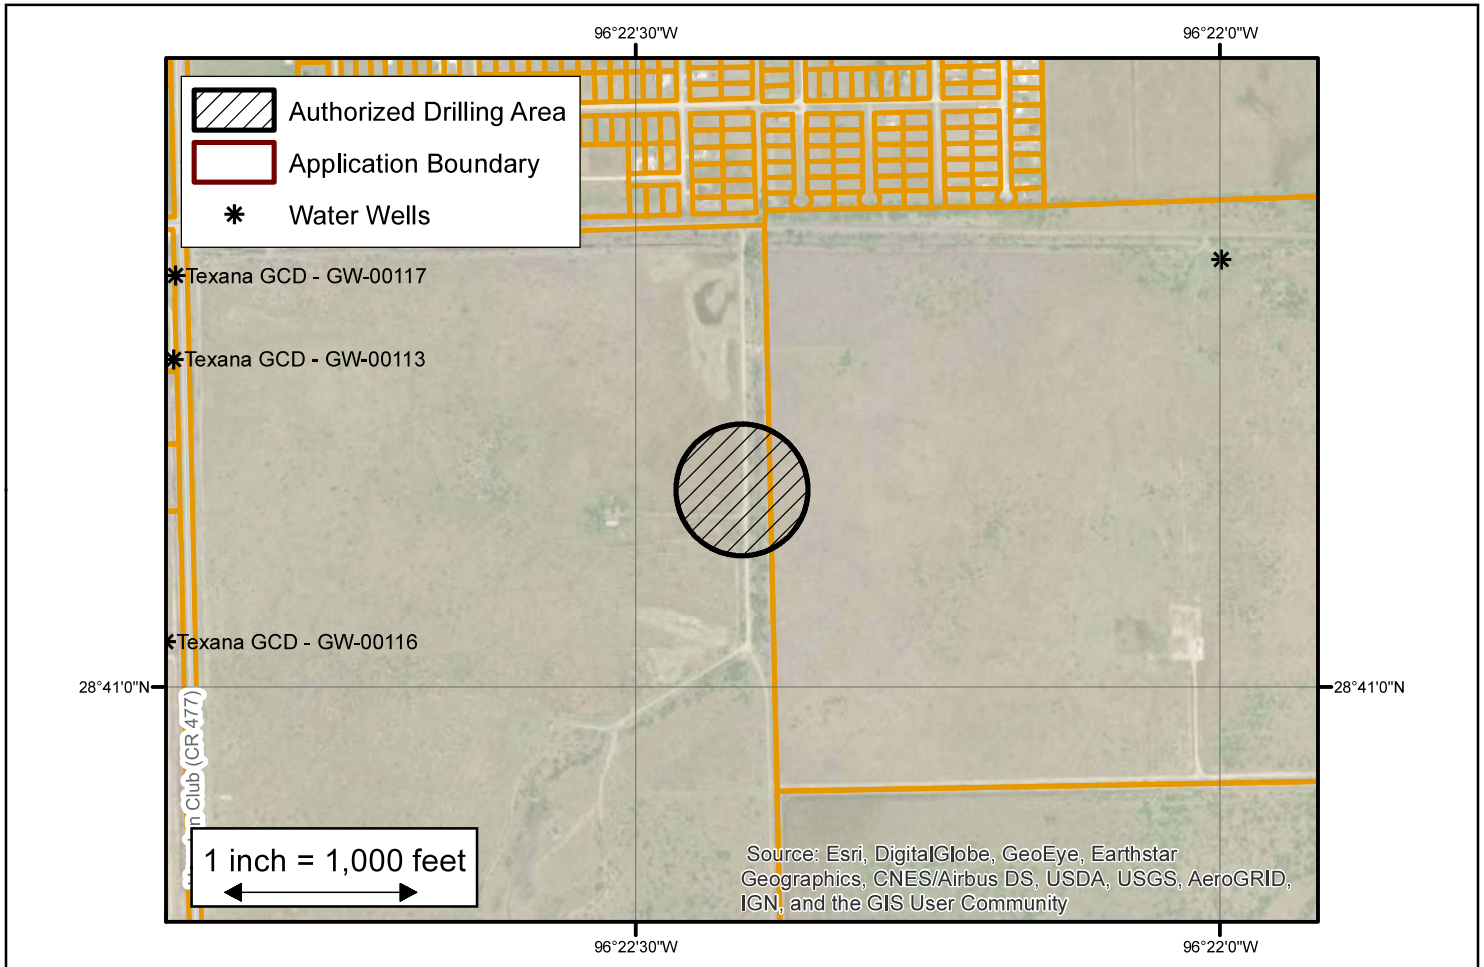 96°22'30"W
96°22'0"W
Authorized Drilling Area
Application Boundary
Water Wells
Texana GCD - GW-00117
Texana GCD - GW-00113
Texana GCD - GW-00116
28°41'0"N
28°41'0"N
Club (CR 477)
1 inch = 1,000 feet
Source: Esri, DigitalGlobe, GeoEye, Earthstar
Geographics, CNES/Airbus DS, USDA, USGS, AeroGRID,
IGN, and the GIS User Community
96°22'30"W
96°22'0"W